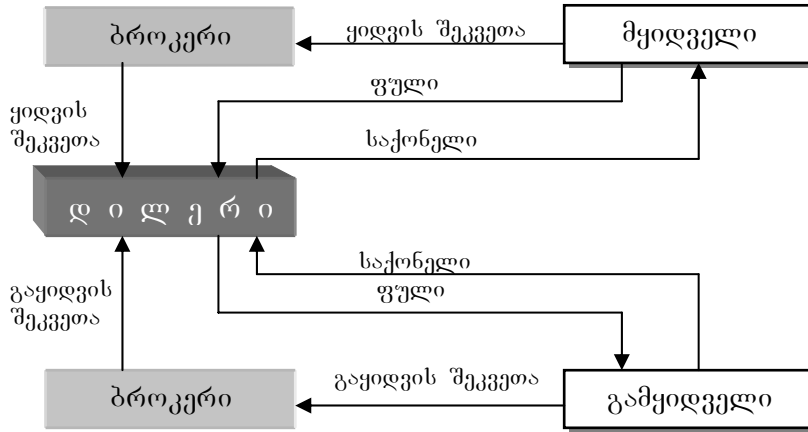 ბროკერი
ყიდვის შეკვეთა
მყიდველი
ფული
ყიდვის
შეკვეთა
საქონელი
დ ი ლ ე რ ი
საქონელი
ფული
გაყიდვის
შეკვეთა
ბროკერი
გაყიდვის შეკვეთა
გამყიდველი